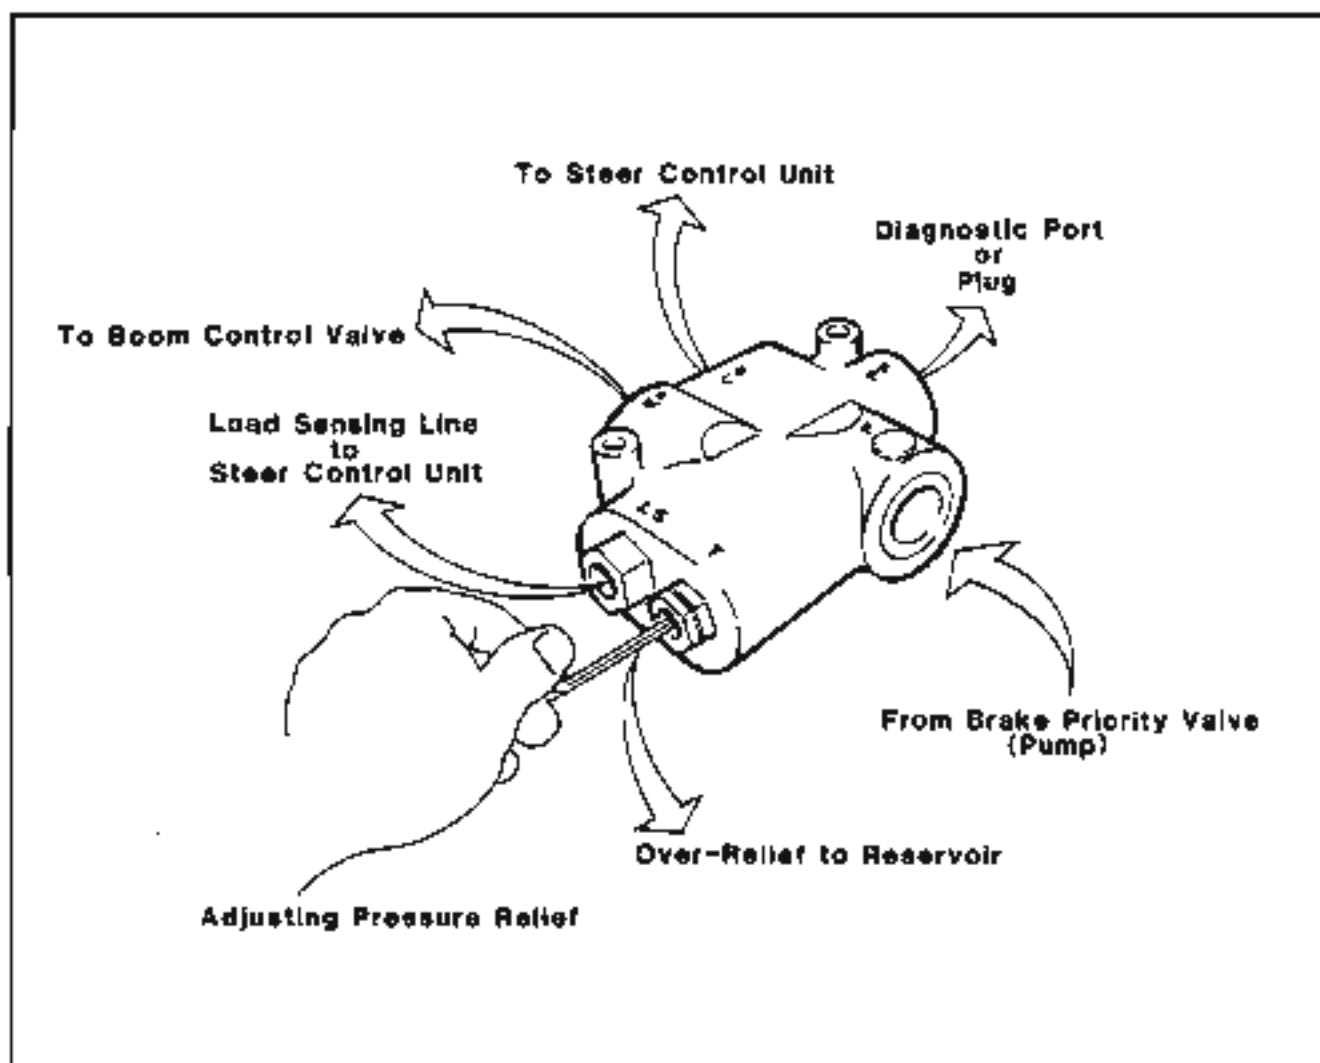 To Steer Control Unit
Diagnostic Port
or
Plug
To Boom Control Valve
Load Sensing Line
to
Steer Control Unit
LS
T
From Brake Priority Valve
(Pump)
Over-Relief to Reservoir
Adjusting Pressure Relief